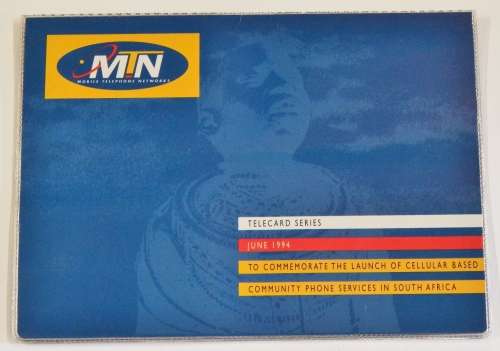 MTN
MOBILE TELEPHONE NETWORKS
TELECARD SERIES
JUNE 1994
TO COMMEMORATE THE LAUNCH OF CELLULAR BASED
COMMUNITY PHONE SERVICES IN SOUTH AFRICA